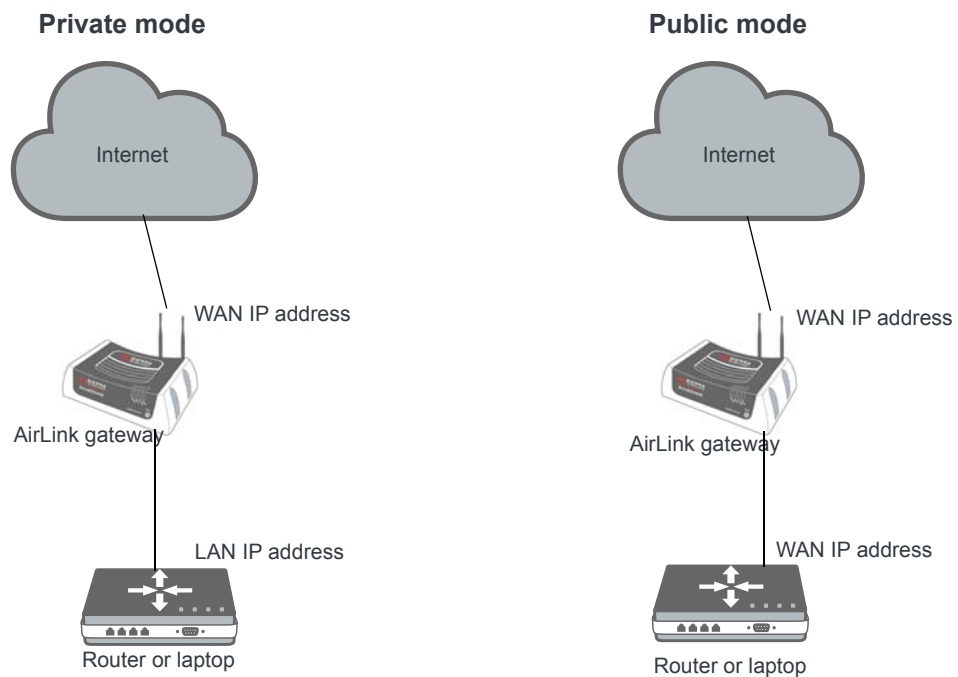 Private mode
Internet
WAN IP address
AirLink gateway
LAN IP address
Router or laptop
Public mode
Internet
WAN IP address
AirLink gateway
WAN IP address
Router or laptop